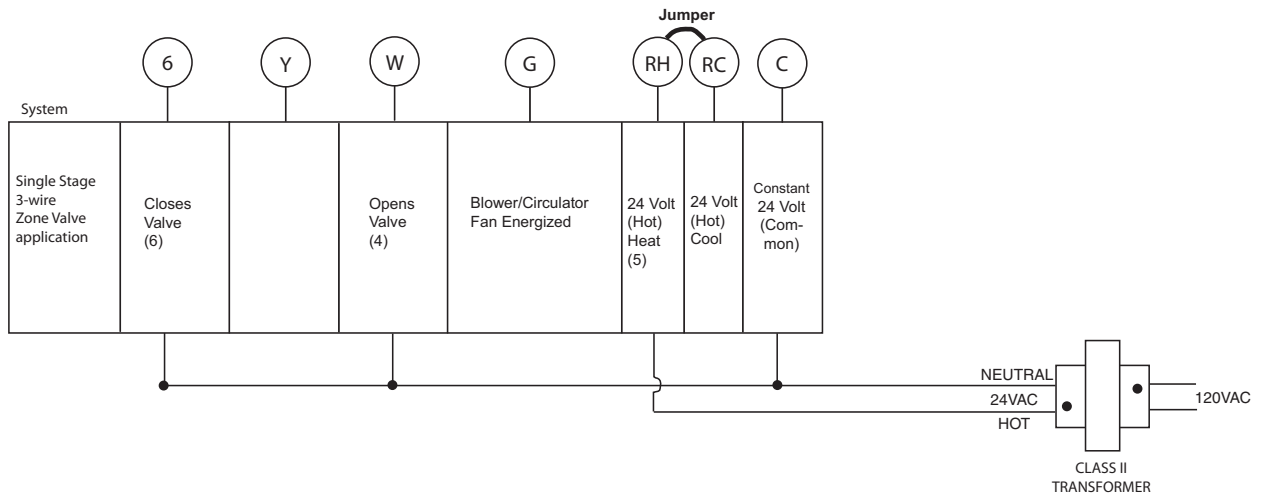 Jumper
6
Y
W
G
RH
RC
C
System
Single Stage
3-wire
Zone Valve
application
Closes
Valve
(6)
Opens
Valve
(4)
Blower/Circulator
Fan Energized
24 Volt
(Hot)
Heat
(5)
24 Volt
(Hot)
Cool
Constant
24 Volt
(Com-
mon)
NEUTRAL
24VAC
HOT
120VAC
CLASS II
TRANSFORMER